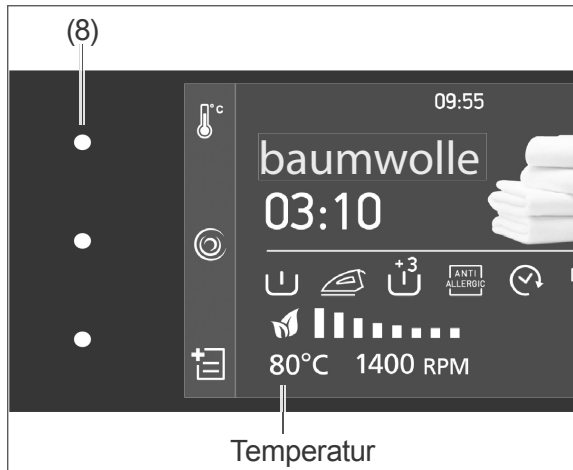 (8)
°C
09:55
baumwolle
03:10
+3
ANTI
ALLERGIC
80°C 1400 RPM
Temperatur